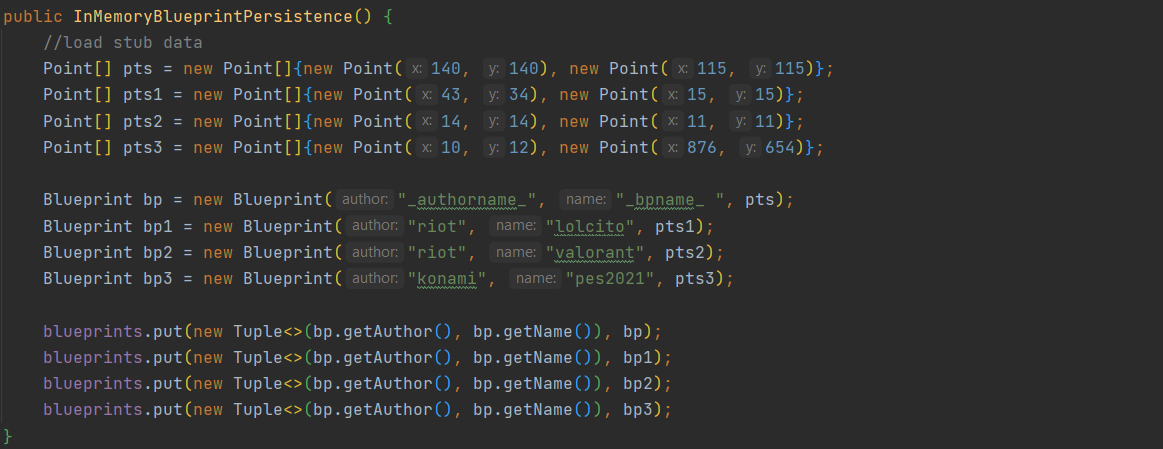 public InMemoryBlueprintPersistence() {
    //load stub data
    Point[] pts = new Point[]{new Point( x: 140, y: 140), new Point( x: 115, y: 115)};
    Point[] pts1 = new Point[]{new Point( x: 43, y: 34), new Point( x: 15, y: 15)};
    Point[] pts2 = new Point[]{new Point( x: 14, y: 14), new Point( x: 11, y: 11)};
    Point[] pts3 = new Point[]{new Point( x: 10, y: 12), new Point( x: 876, y: 654)};
    Blueprint bp = new Blueprint( author: "_authorname_", name: "_bpname_ ", pts);
    Blueprint bp1 = new Blueprint( author: "riot", name: "lolcito", pts1);
    Blueprint bp2 = new Blueprint( author: "riot", name: "valorant", pts2);
    Blueprint bp3 = new Blueprint( author: "konami", name: "pes2021", pts3);
    blueprints.put(new Tuple<>(bp.getAuthor(), bp.getName()), bp);
    blueprints.put(new Tuple<>(bp.getAuthor(), bp.getName()), bp1);
    blueprints.put(new Tuple<>(bp.getAuthor(), bp.getName()), bp2);
    blueprints.put(new Tuple<>(bp.getAuthor(), bp.getName()), bp3);
}